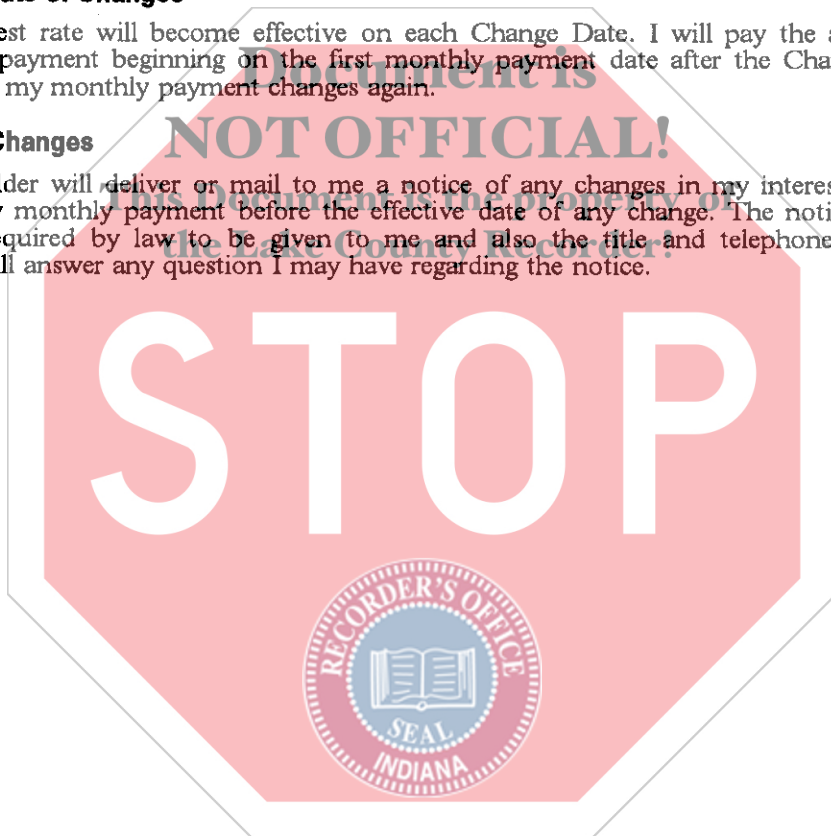 ate of Changes
est rate will become effective on each Change Date. I will pay the a
payment beginning on the first monthly payment date after the Cha
my monthly payment changes again.
Document is
NOT OFFICIAL!
Changes
der will deliver or mail to me a notice of any changes in my interes
y monthly payment before the effective date of any change. The noti
This Document is the property of
quired by law to be given to me and also the title and telephone
the Lake County Recorder!
ll answer any question I may have regarding the notice.
STOP
RECORDER'S OFFICE
SEAL
INDIANA